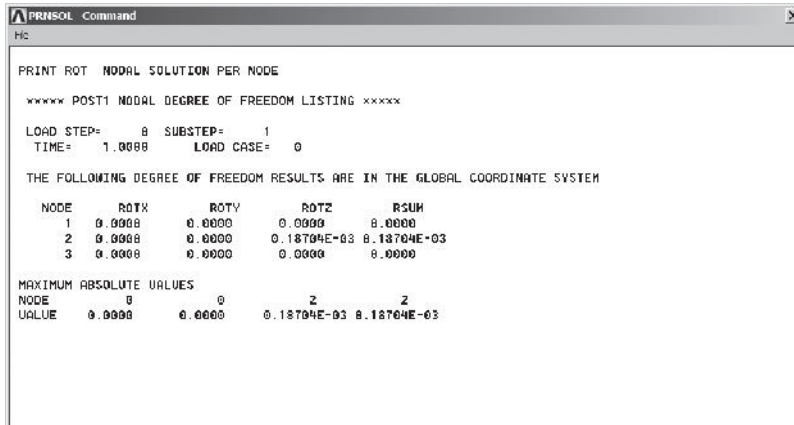 PRNSOL Command
File
PRINT ROT NODAL SOLUTION PER NODE
***** POST1 NODAL DEGREE OF FREEDOM LISTING *****
LOAD STEP= 0 SUBSTEP= 1
TIME= 1.0000 LOAD CASE= 0
THE FOLLOWING DEGREE OF FREEDOM RESULTS ARE IN THE GLOBAL COORDINATE SYSTEM
NODE ROTX ROTY ROTZ RSUM
1 0.0000 0.0000 0.0000 0.0000
2 0.0000 0.0000 0.18704E-03 0.18704E-03
3 0.0000 0.0000 0.0000 0.0000
MAXIMUM ABSOLUTE VALUES
NODE 0 0 2 2
VALUE 0.0000 0.0000 0.18704E-03 0.18704E-03